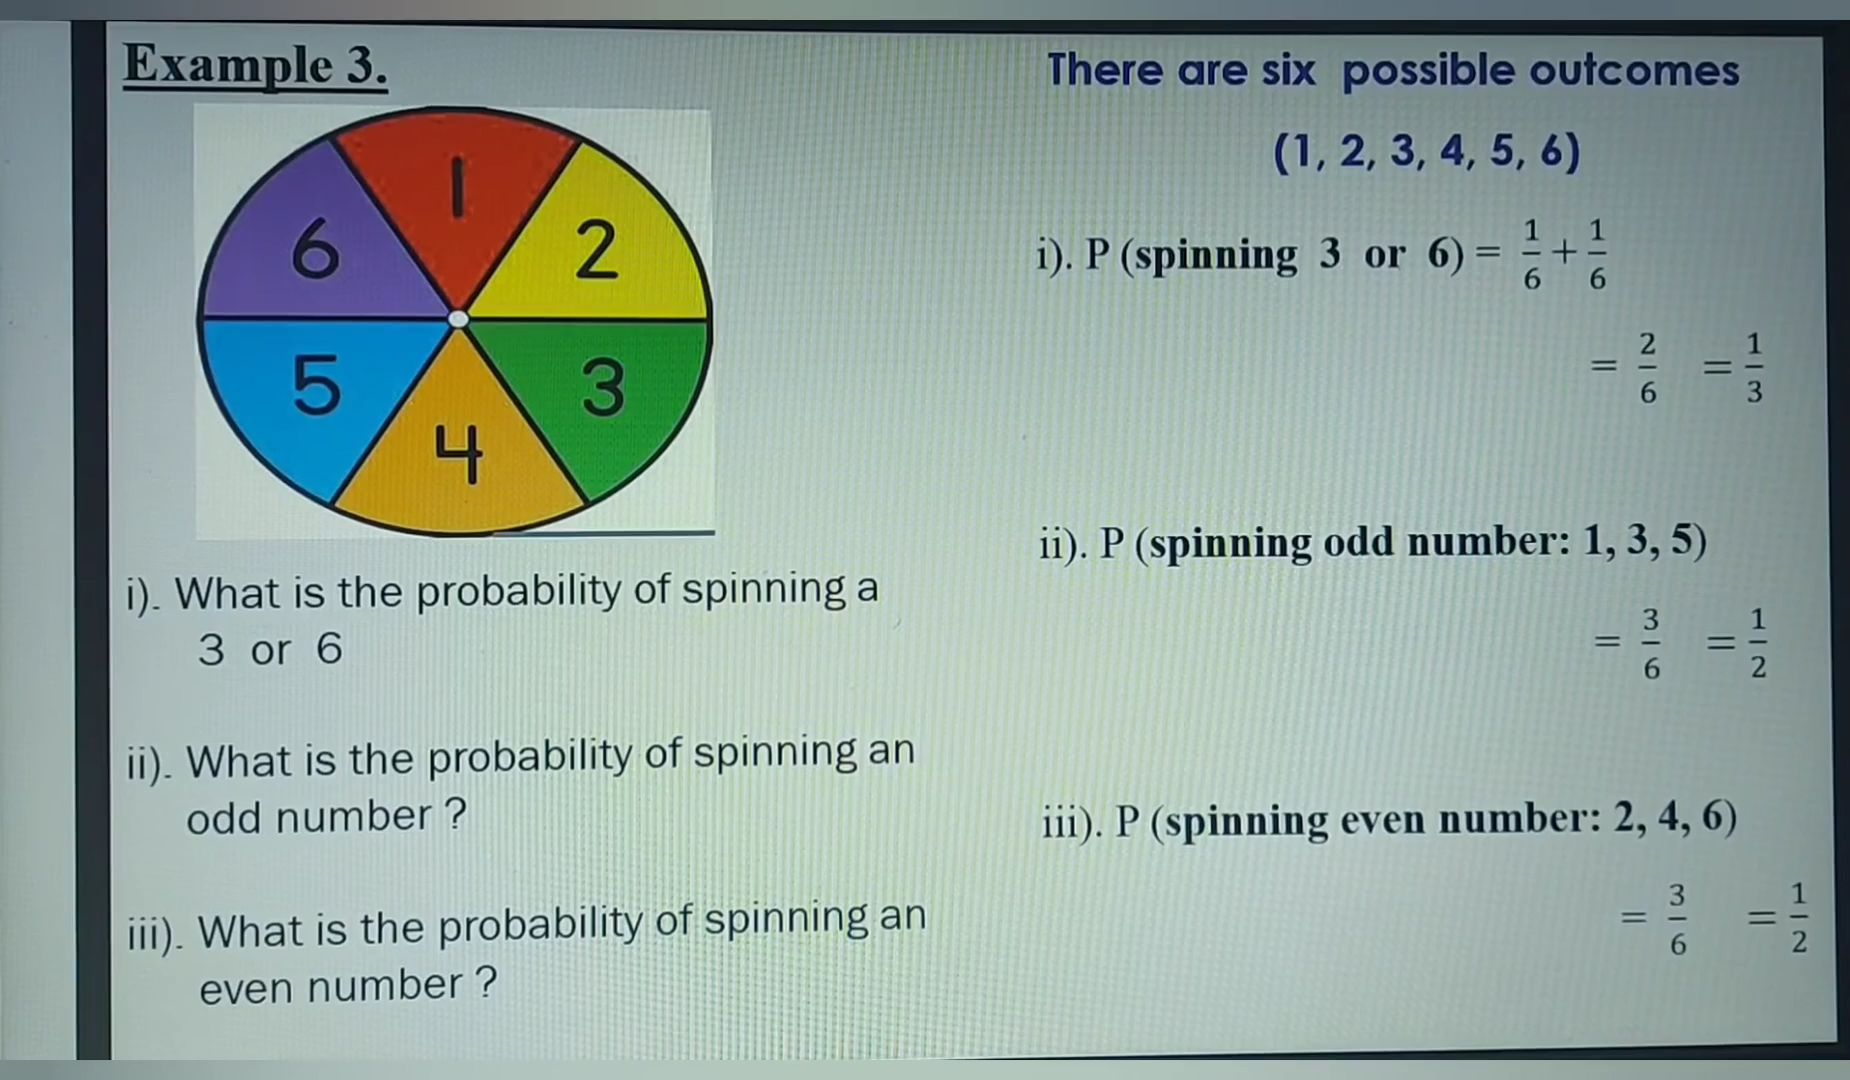 Example 3.
1
2
3
4
5
6
i). What is the probability of spinning a
3 or 6
ii). What is the probability of spinning an
odd number ?
iii). What is the probability of spinning an
even number ?
There are six possible outcomes
(1, 2, 3, 4, 5, 6)
i). P (spinning 3 or 6) = 1/6 + 1/6
= 2/6 = 1/3
ii). P (spinning odd number: 1, 3, 5)
= 3/6 = 1/2
iii). P (spinning even number: 2, 4, 6)
= 3/6 = 1/2